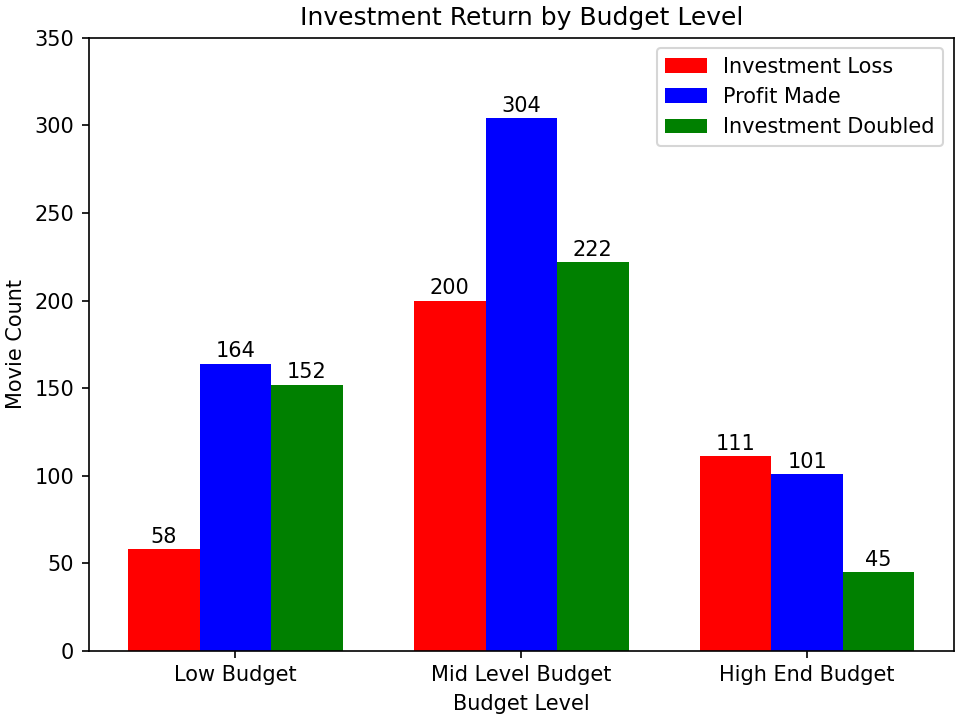 Investment Return by Budget Level
350
300
250
200
150
100
50
0
Movie Count
Investment Loss
Profit Made
Investment Doubled
58
164
152
200
304
222
111
101
45
Low Budget
Mid Level Budget
High End Budget
Budget Level